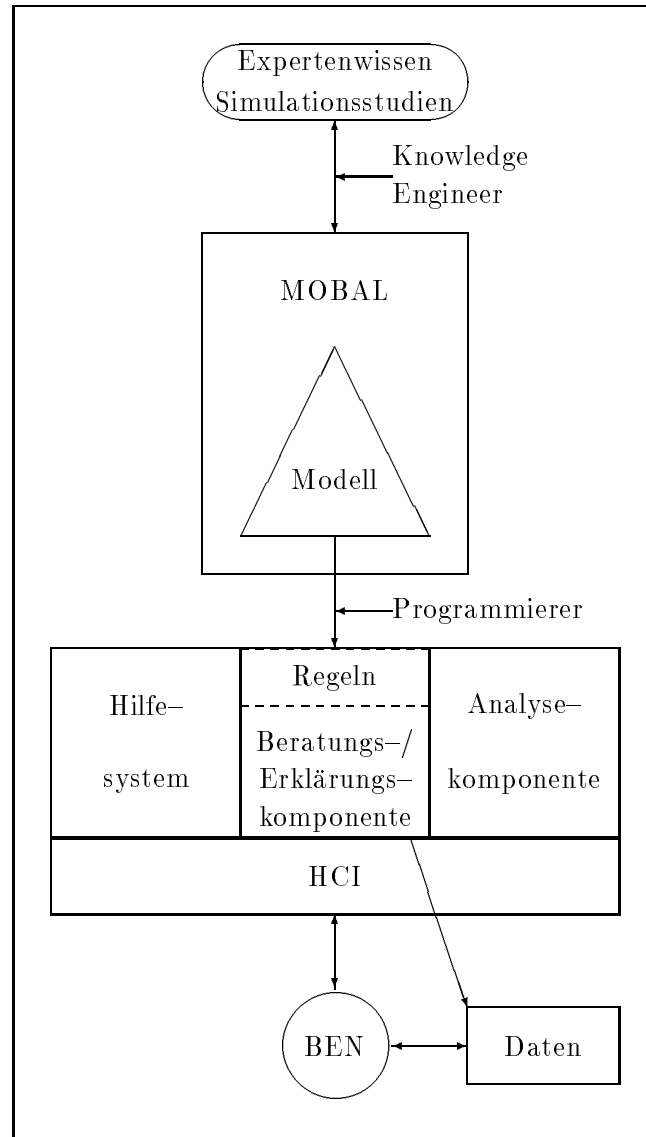 Expertenwissen
Simulationsstudien
Knowledge
Engineer
MOBAL
Modell
Programmierer
Regeln
Hilfe–
system
Beratungs–/
Erklärungs–
komponente
Analyse–
komponente
HCI
BEN
Daten